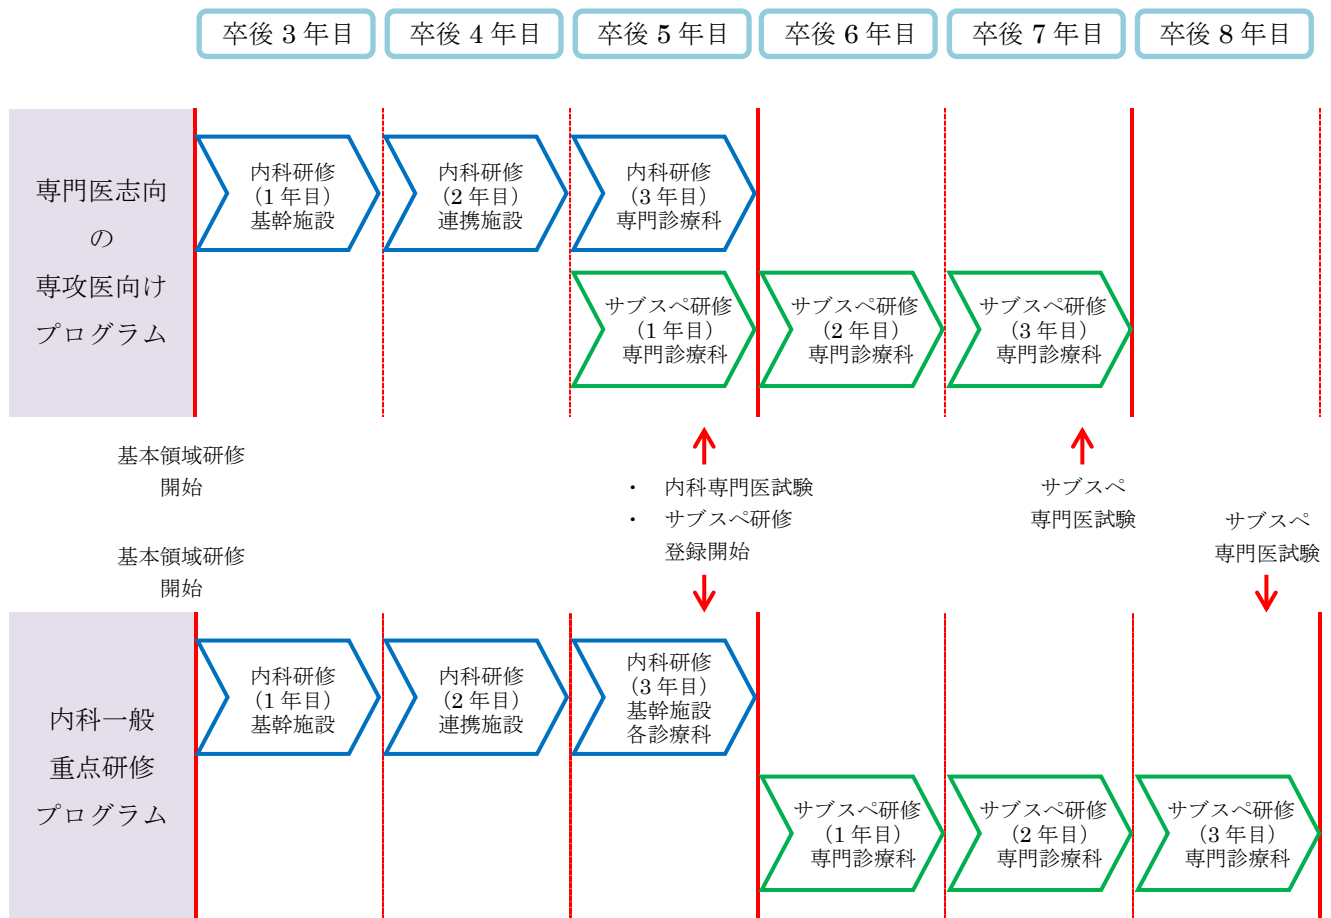 卒後 3 年目
卒後 4 年目
卒後 5 年目
卒後 6 年目
卒後 7 年目
卒後 8 年目
専門医志向
の
専攻医向け
プログラム
内科研修
(1 年目)
基幹施設
内科研修
(2 年目)
連携施設
内科研修
(3 年目)
専門診療科
サブスペ研修
(1 年目)
専門診療科
サブスペ研修
(2 年目)
専門診療科
サブスペ研修
(3 年目)
専門診療科
基本領域研修
開始
・ 内科専門医試験
・ サブスペ研修
登録開始
サブスペ
専門医試験
サブスペ
専門医試験
基本領域研修
開始
内科一般
重点研修
プログラム
内科研修
(1 年目)
基幹施設
内科研修
(2 年目)
連携施設
内科研修
(3 年目)
基幹施設
各診療科
サブスペ研修
(1 年目)
専門診療科
サブスペ研修
(2 年目)
専門診療科
サブスペ研修
(3 年目)
専門診療科